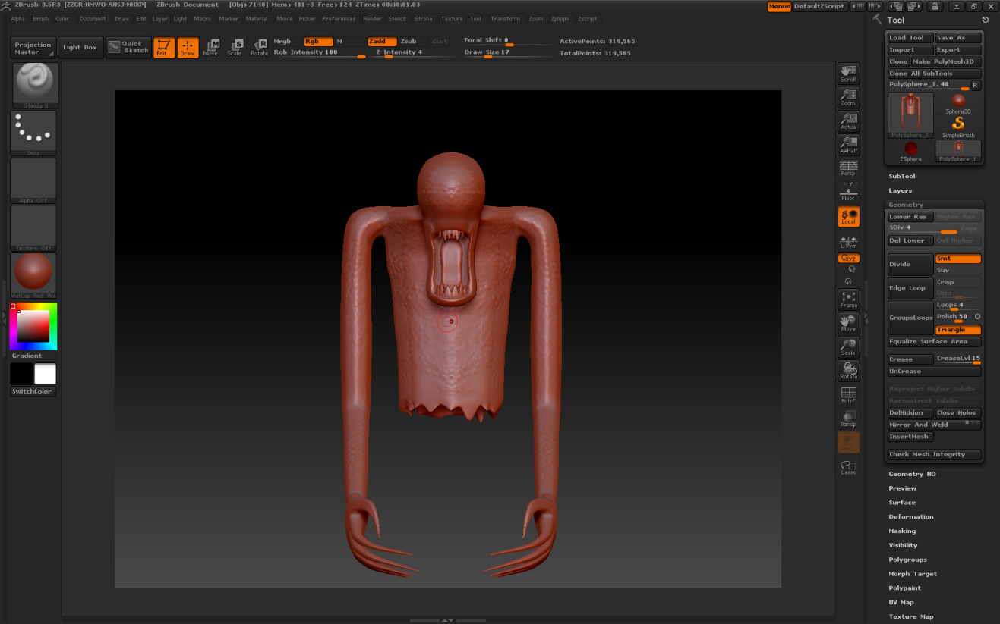 ZBrush 3.5R3 [ZZGR-HMWO-AHSJ-MHXP] ZBrush Document [Obj▸7140] Mem▸481+3 Free▸124 ZTime▸00:00:01.03
Menus DefaultZScript
Alpha Brush Color Document Draw Edit Layer Light Macro Marker Material Movie Picker Preferences Render Stencil Stroke Texture Tool Transform Zoom Zplugin Zscript
Projection Master
Light Box
Quick Sketch
Edit
Draw
Move
Scale
Rotate
Mrgb Rgb M
Rgb Intensity 100
Zadd Zsub Zcut
Z Intensity 4
Focal Shift 0
Draw Size 17
ActivePoints: 319,565
TotalPoints: 319,565
Standard
Dots
Alpha Off
Texture Off
MatCap Red Wa
Gradient
SwitchColor
Scroll
Zoom
Actual
AAHalf
Persp
Floor
Local
L.Sym
XYZ
Frame
Move
Scale
Rotate
PolyF
Transp
Lasso
Tool
Load Tool Save As
Import Export
Clone Make PolyMesh3D
Clone All SubTools
PolySphere_1. 48 R
PolySphere_1
Sphere3D
SimpleBrush
ZSphere
PolySphere_1
SubTool
Layers
Geometry
Lower Res Higher Res
SDiv 4 Cage
Del Lower Del Higher
Divide
Smt
Suv
Edge Loop
Crisp
Disp
GroupsLoops
Loops 4
Polish 50
Triangle
Equalize Surface Area
Crease CreaseLvl 15
UnCrease
Reproject Higher Subdiv
Reconstruct Subdiv
DelHidden Close Holes
Mirror And Weld
InsertMesh
Check Mesh Integrity
Geometry HD
Preview
Surface
Deformation
Masking
Visibility
Polygroups
Morph Target
Polypaint
UV Map
Texture Map